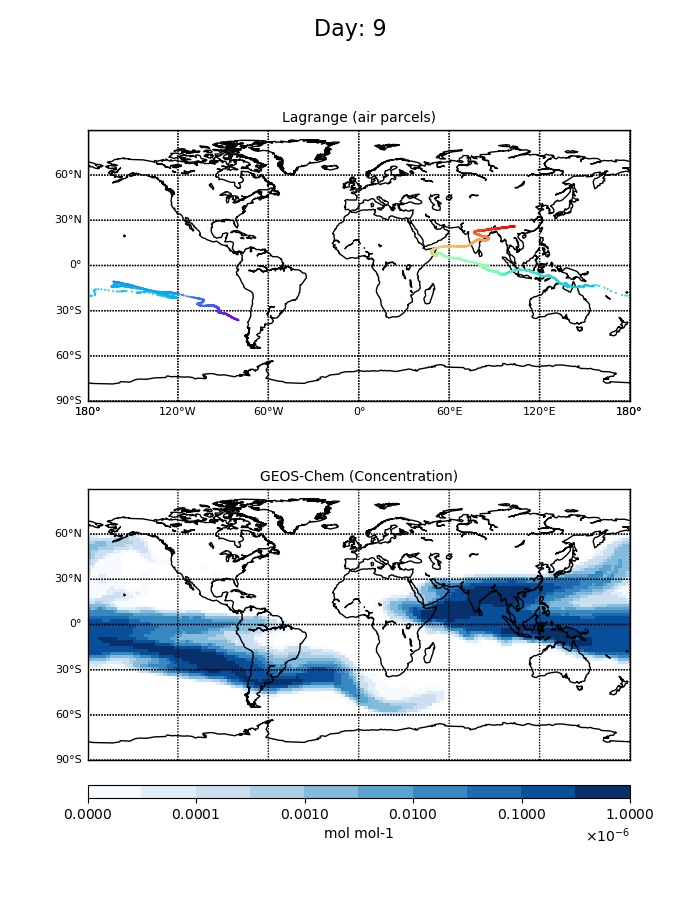 Day: 9
Lagrange (air parcels)
60°N
30°N
0°
30°S
60°S
90°S
180° 120°W 60°W 0° 60°E 120°E 180°
GEOS-Chem (Concentration)
60°N
30°N
0°
30°S
60°S
90°S
0.0000 0.0001 0.0010 0.0100 0.1000 1.0000
mol mol-1 ×10⁻⁶